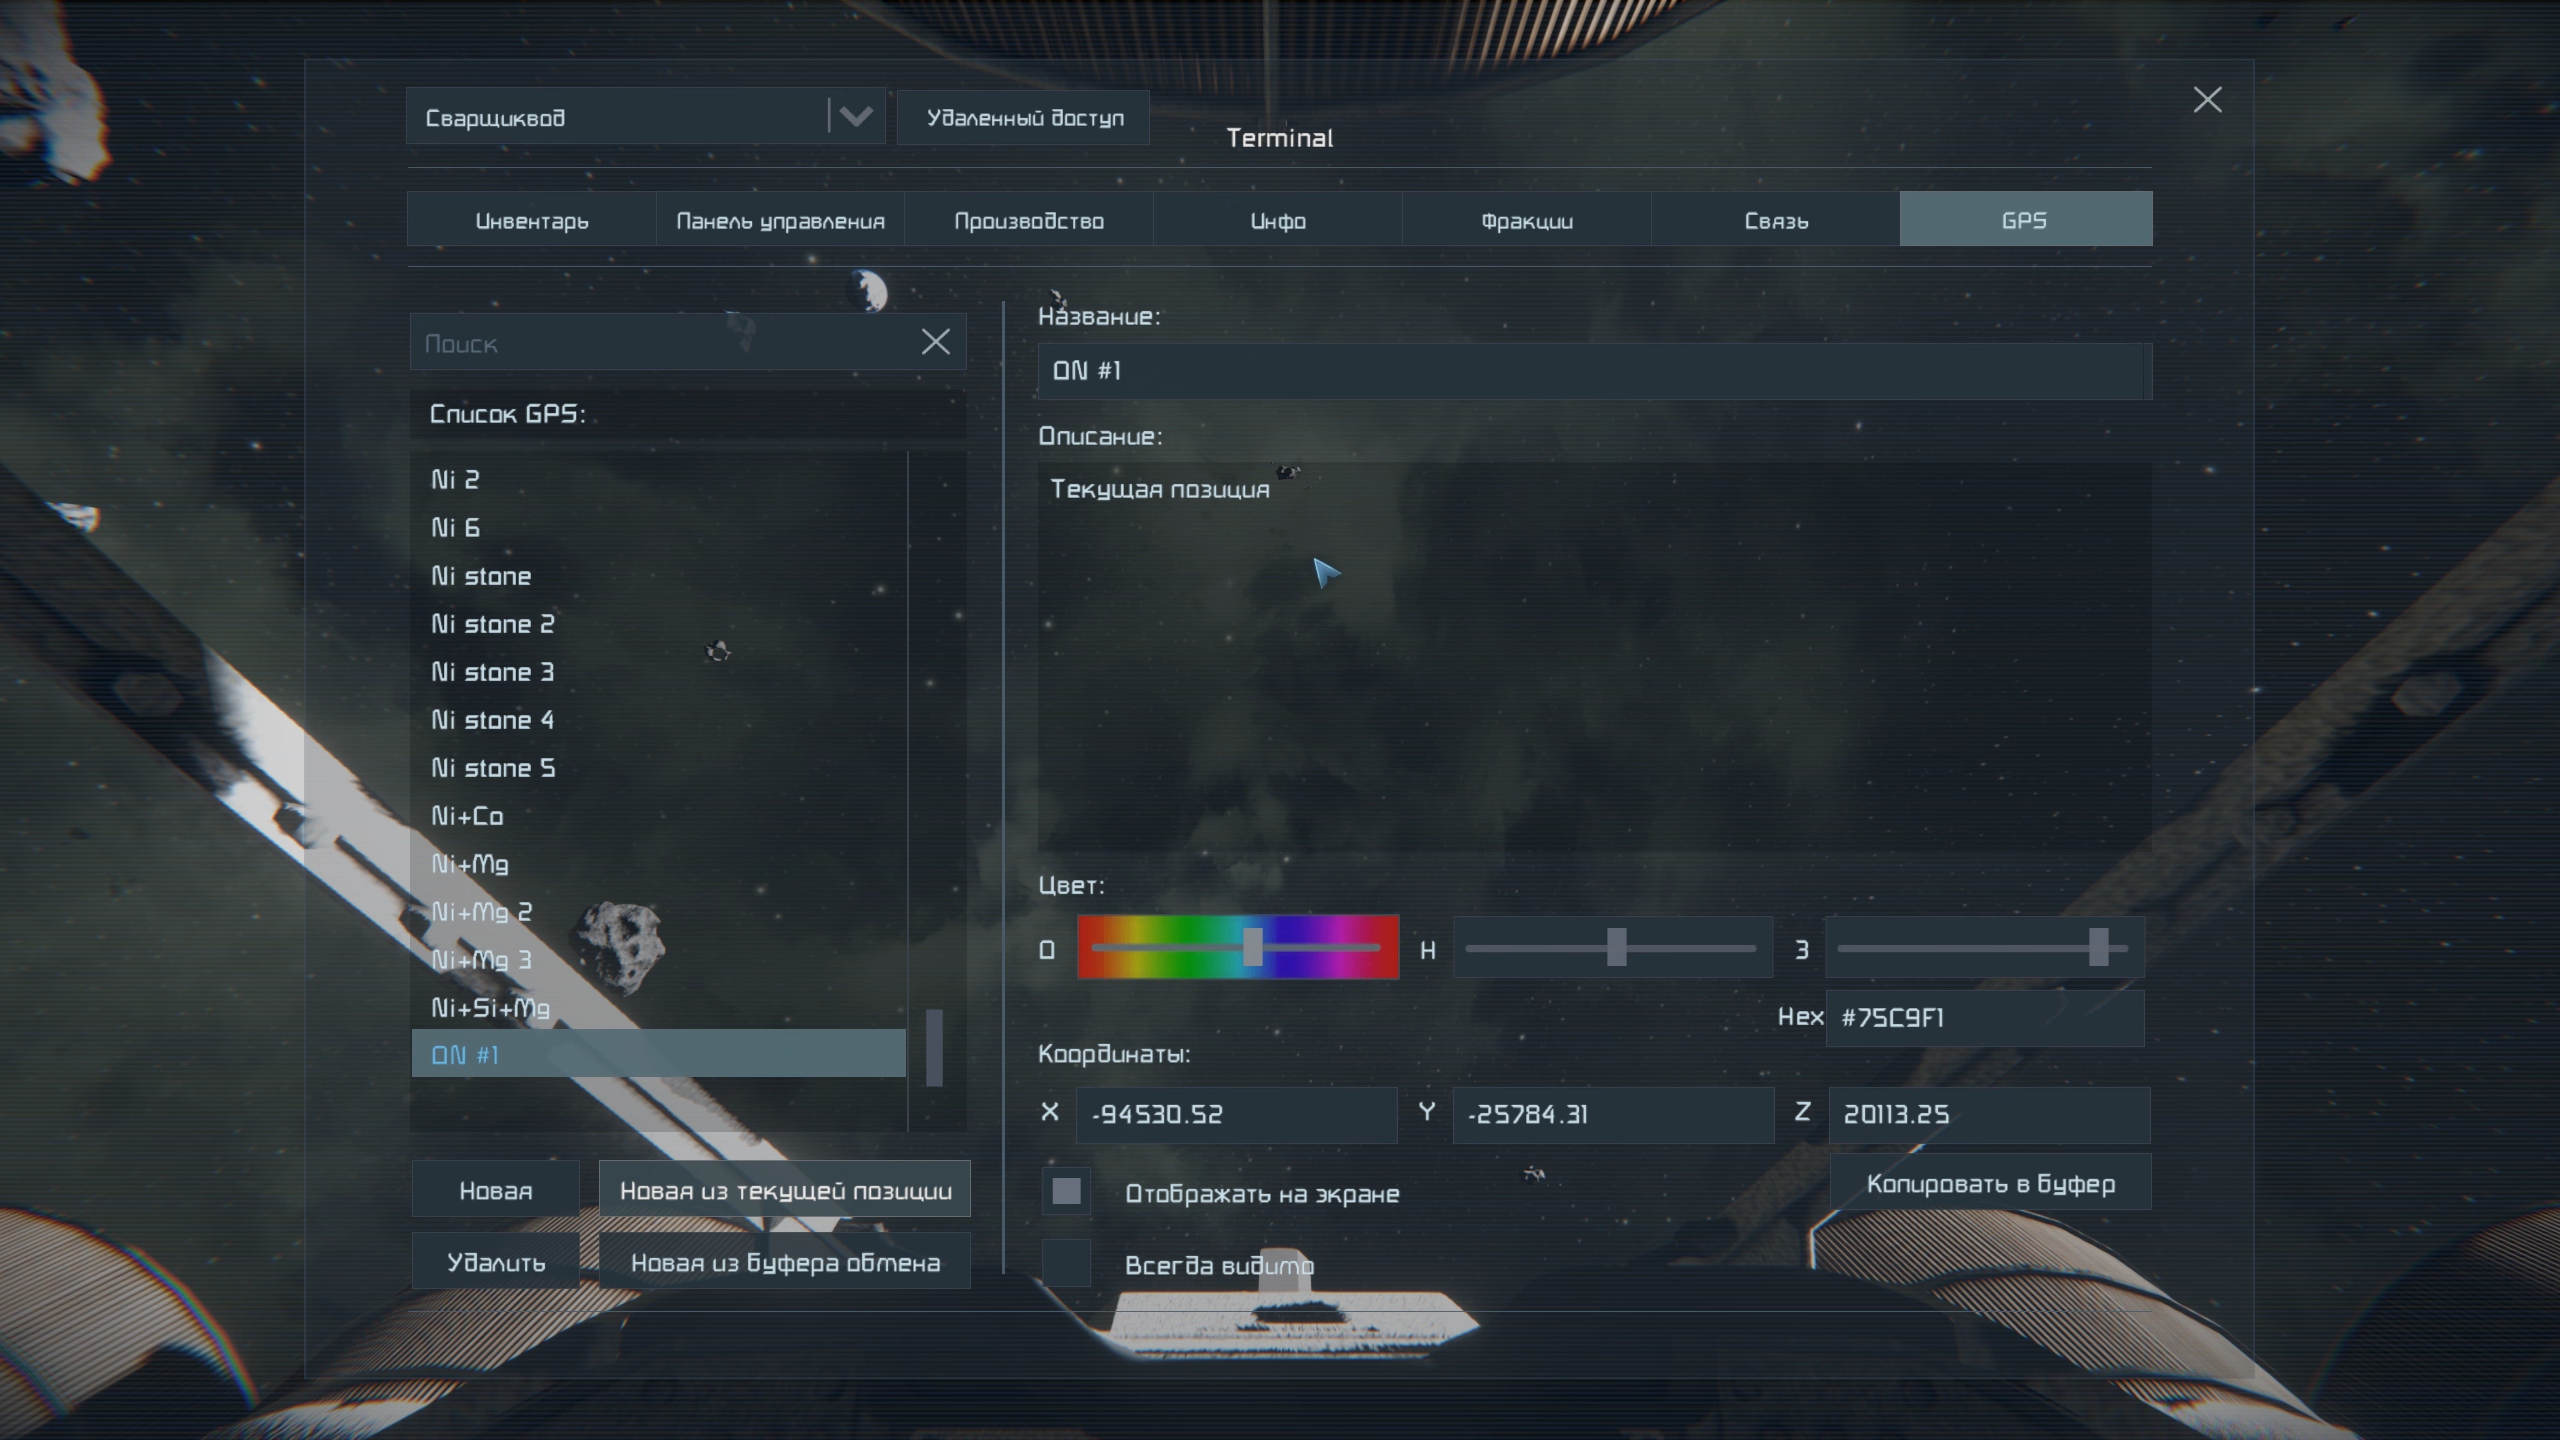 Сварщиквод
Удаленный доступ
Terminal
Инвентарь
Панель управления
Производство
Инфо
Фракции
Связь
GPS
Поиск
Список GPS:
Ni 2
Ni 6
Ni stone
Ni stone 2
Ni stone 3
Ni stone 4
Ni stone 5
Ni+Co
Ni+Mg
Ni+Mg 2
Ni+Mg 3
Ni+Si+Mg
ON #1
Новая
Новая из текущей позиции
Удалить
Новая из буфера обмена
Название:
ON #1
Описание:
Текущая позиция
Цвет:
О
Н
З
Hex #75C9F1
Координаты:
X -94530.52
Y -25784.31
Z 20113.25
Отображать на экране
Копировать в буфер
Всегда видимо